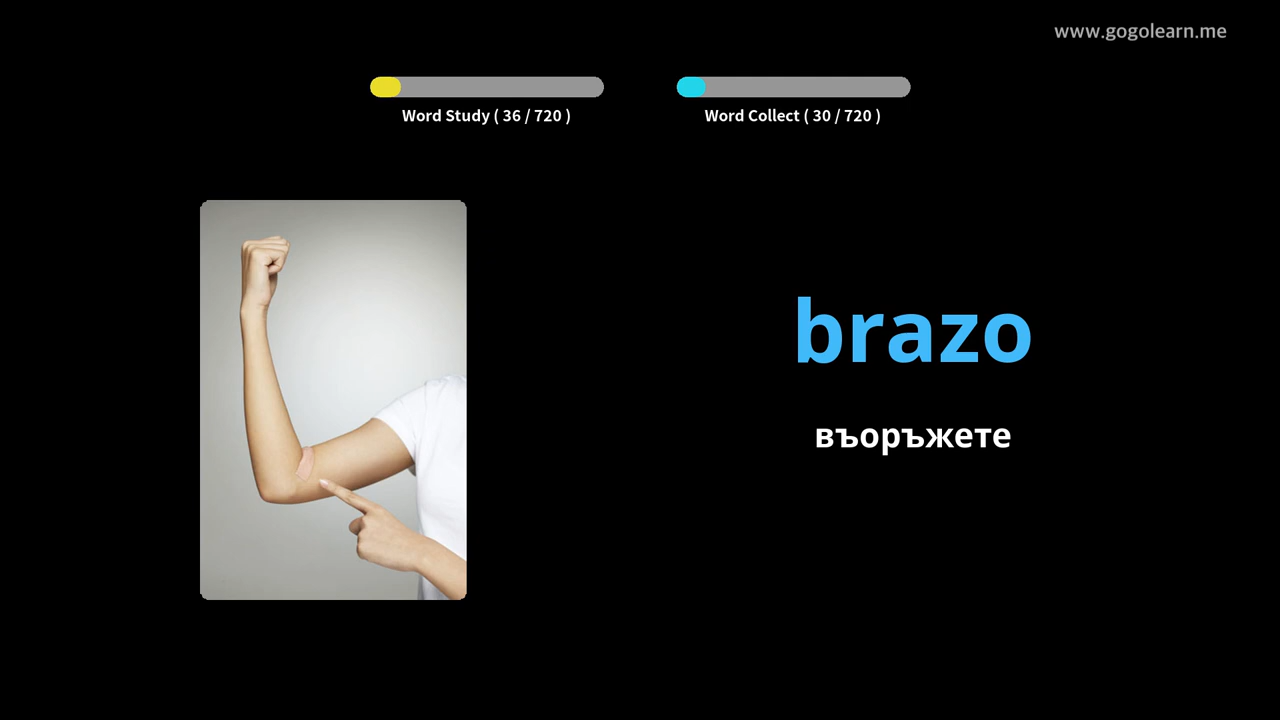 www.gogolearn.me
Word Study ( 36 / 720 )
Word Collect ( 30 / 720 )
brazo
въоръжете